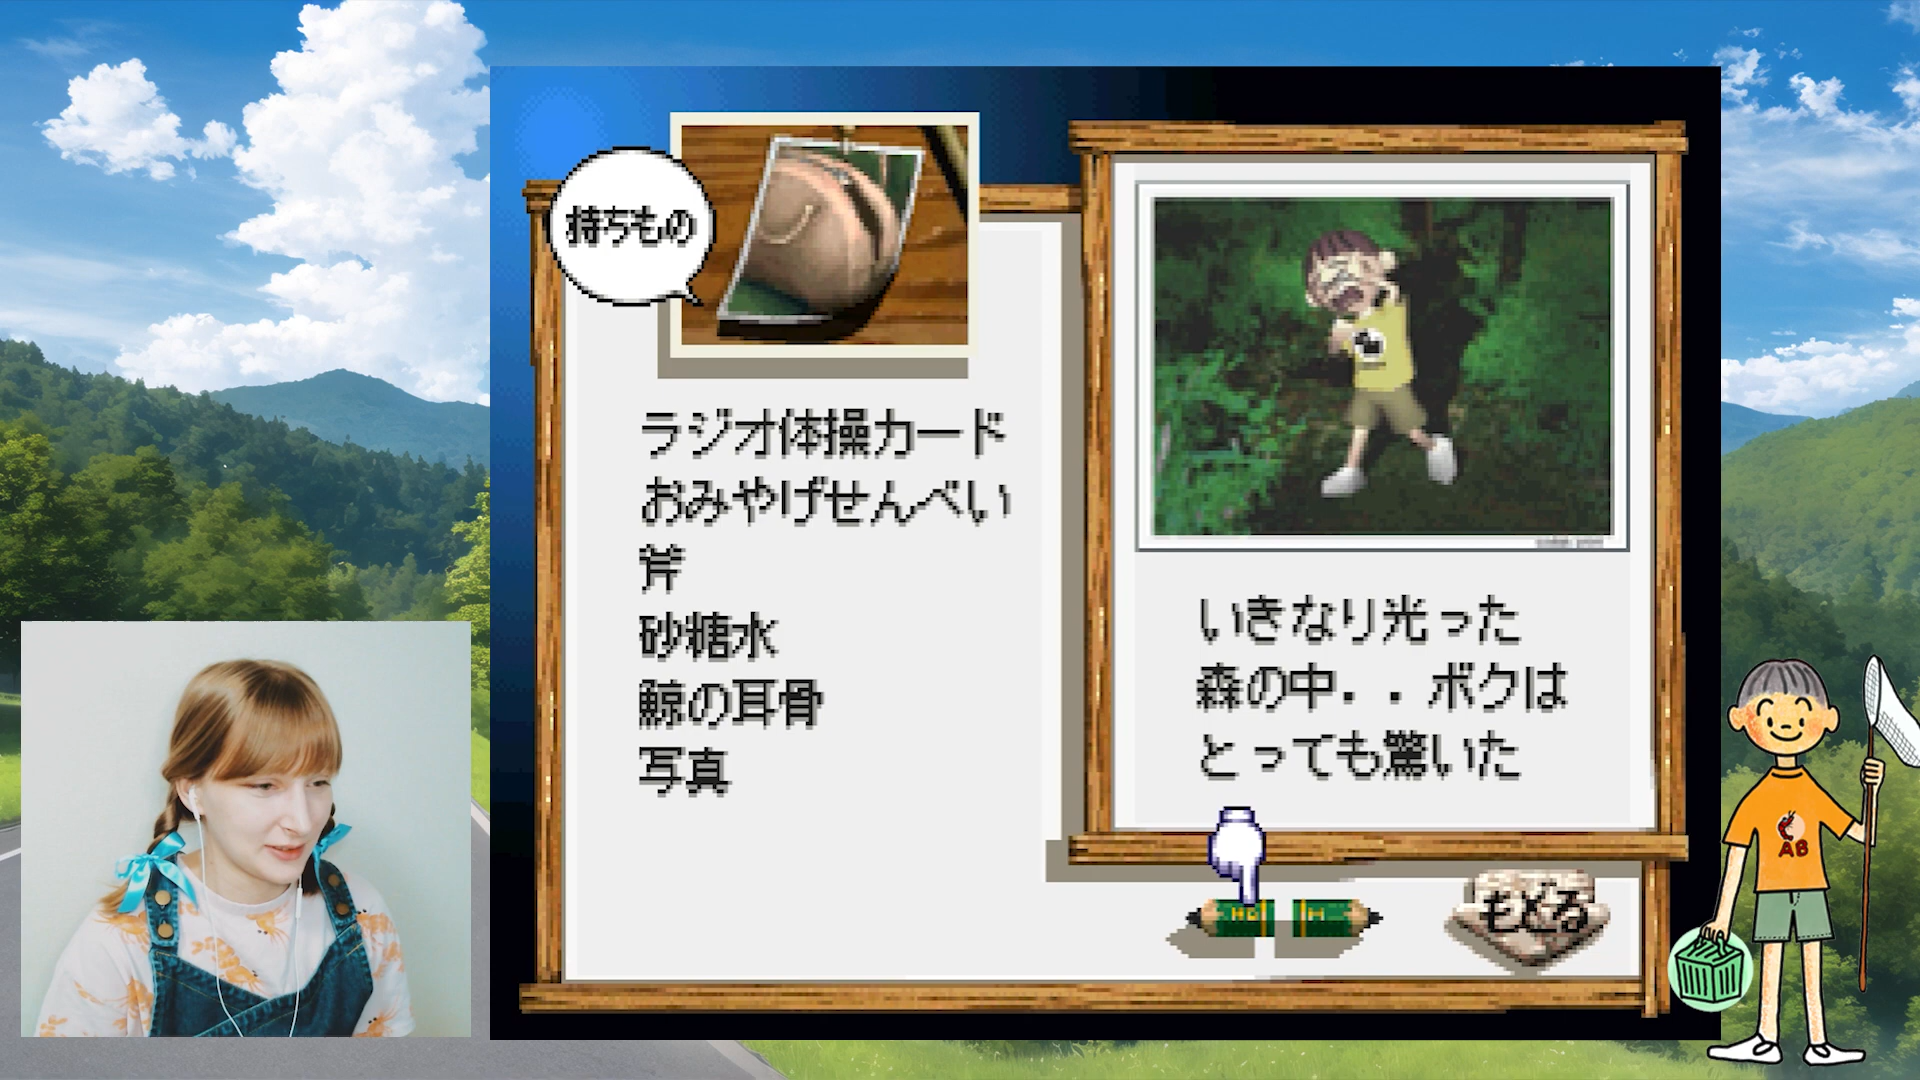 持ちもの
ラジオ体操カード
おみやげせんべい
斧
砂糖水
鯨の耳骨
写真
いきなり光った
森の中・・ボクは
とっても驚いた
もくじ
AB